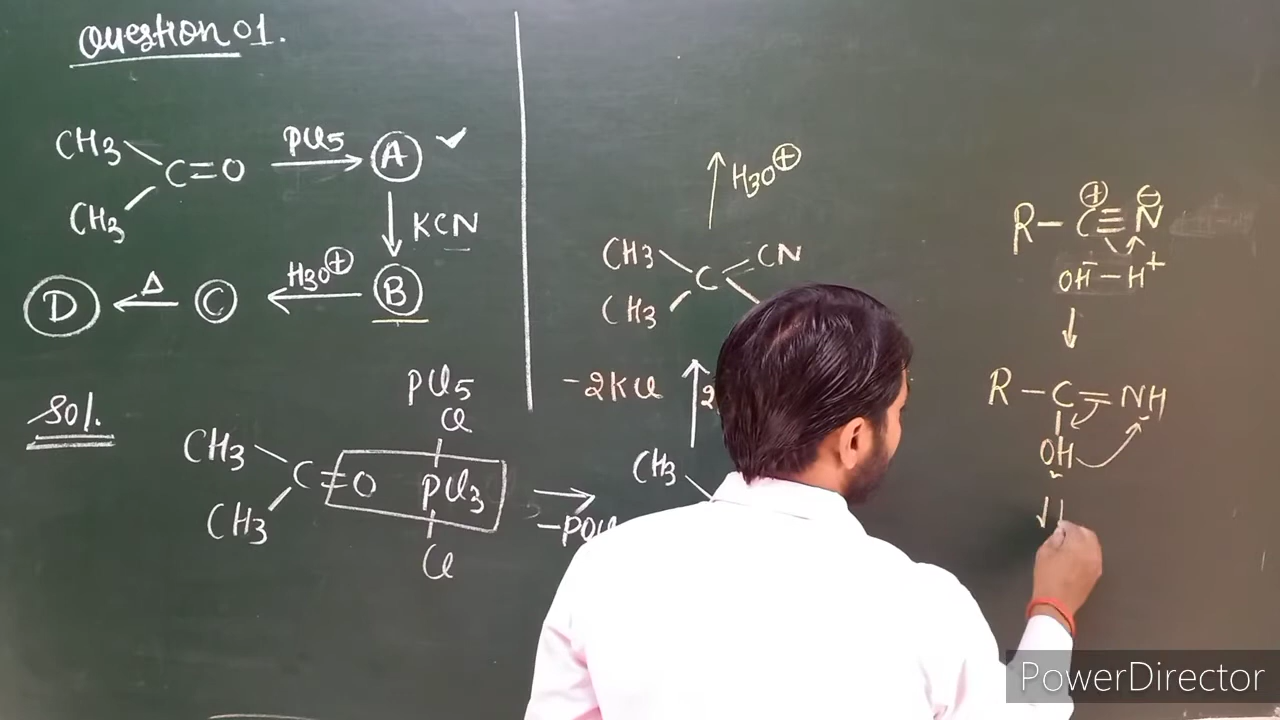 Question 01.
CH3
C=O
CH3
PCl5
A
KCN
B
H3O+
C
Δ
D
Sol.
CH3
C=O
CH3
PCl5
Cl
PCl3
Cl
H3O⊕
CH3
C
CN
CH3
-2KCl
2
CH3
R-C≡N
⊕ ⊖
OH⁻-H⁺
R-C=NH
OH
PowerDirector